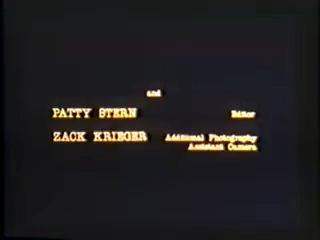 and
PATTY STERN Editor
ZACK KRIEGER Additional Photography
Assistant Camera